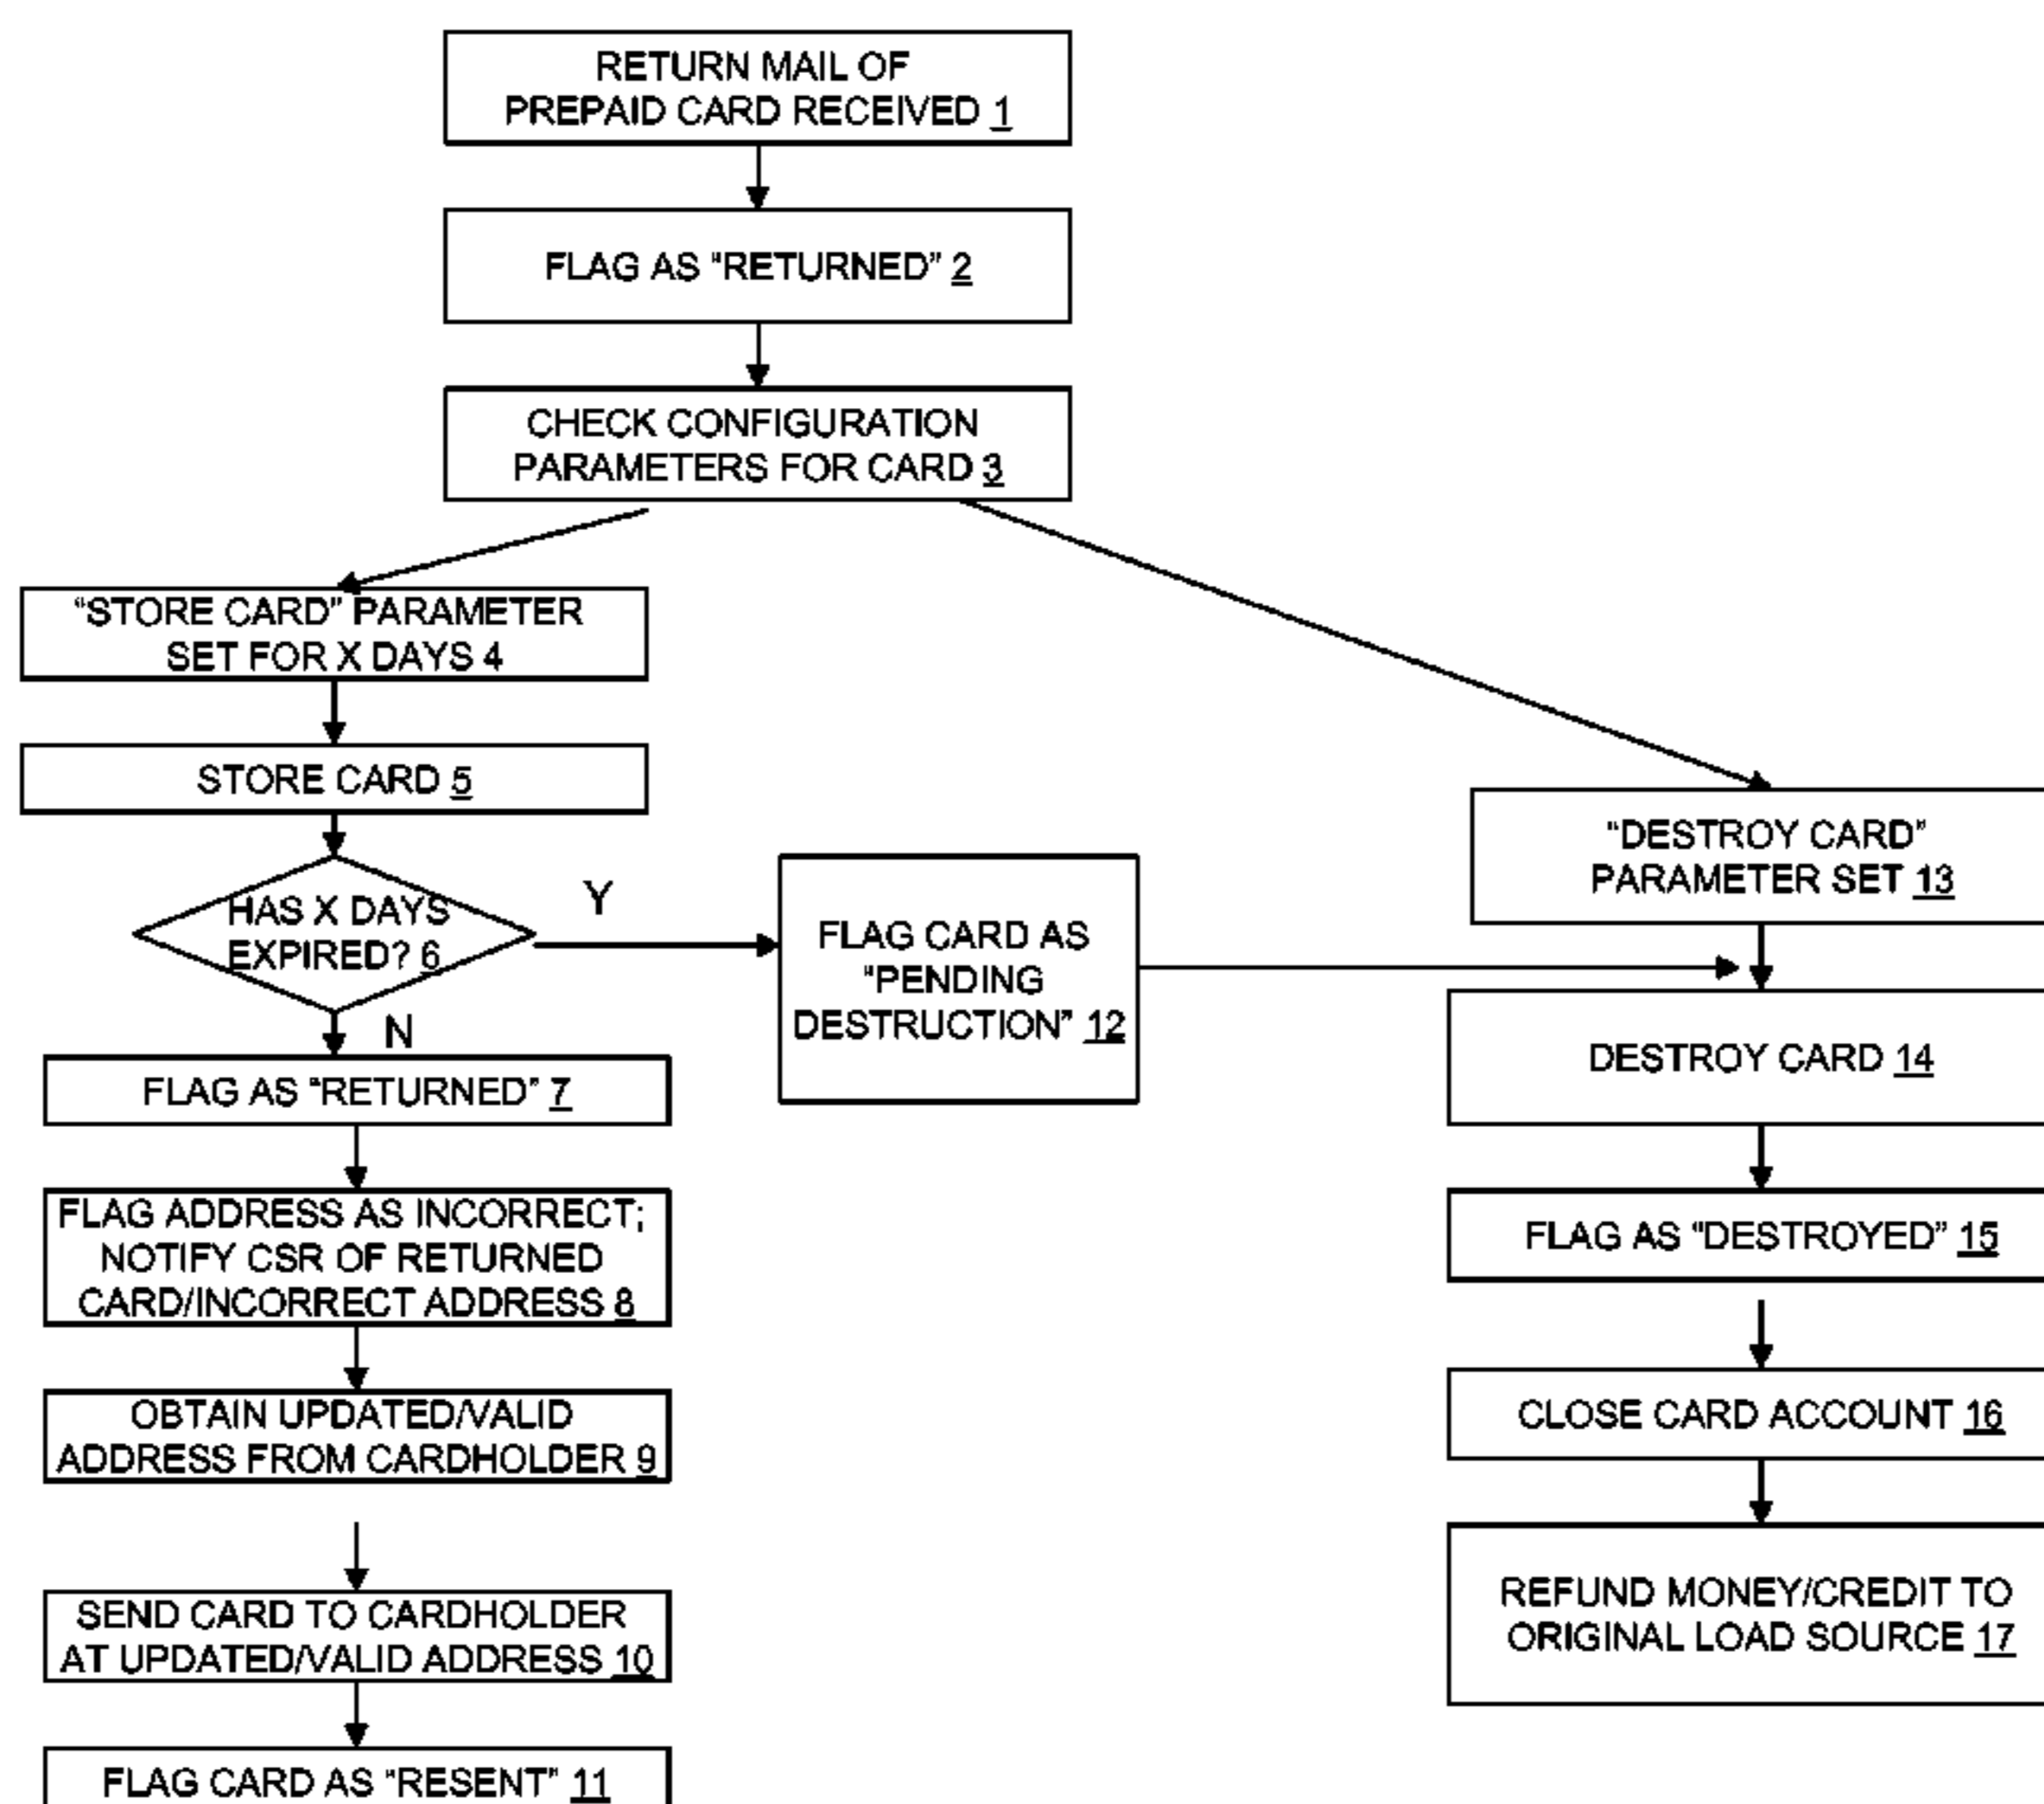 RETURN MAIL OF
PREPAID CARD RECEIVED 1
FLAG AS "RETURNED" 2
CHECK CONFIGURATION
PARAMETERS FOR CARD 3
"STORE CARD" PARAMETER
SET FOR X DAYS 4
STORE CARD 5
HAS X DAYS
EXPIRED? 6
Y
N
FLAG AS "RETURNED" 7
FLAG ADDRESS AS INCORRECT;
NOTIFY CSR OF RETURNED
CARD/INCORRECT ADDRESS 8
OBTAIN UPDATED/VALID
ADDRESS FROM CARDHOLDER 9
SEND CARD TO CARDHOLDER
AT UPDATED/VALID ADDRESS 10
FLAG CARD AS "RESENT" 11
FLAG CARD AS
"PENDING
DESTRUCTION" 12
"DESTROY CARD"
PARAMETER SET 13
DESTROY CARD 14
FLAG AS "DESTROYED" 15
CLOSE CARD ACCOUNT 16
REFUND MONEY/CREDIT TO
ORIGINAL LOAD SOURCE 17